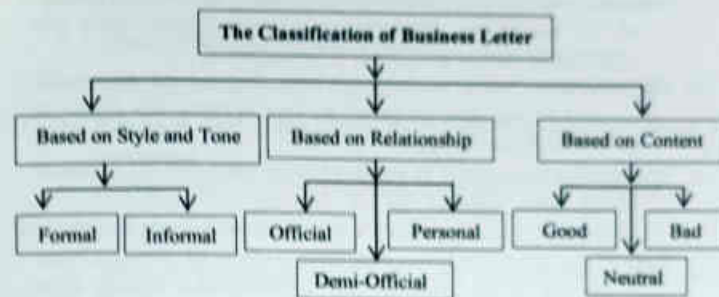 The Classification of Business Letter
Based on Style and Tone
Based on Relationship
Based on Content
Formal
Informal
Official
Personal
Good
Bad
Demi-Official
Neutral